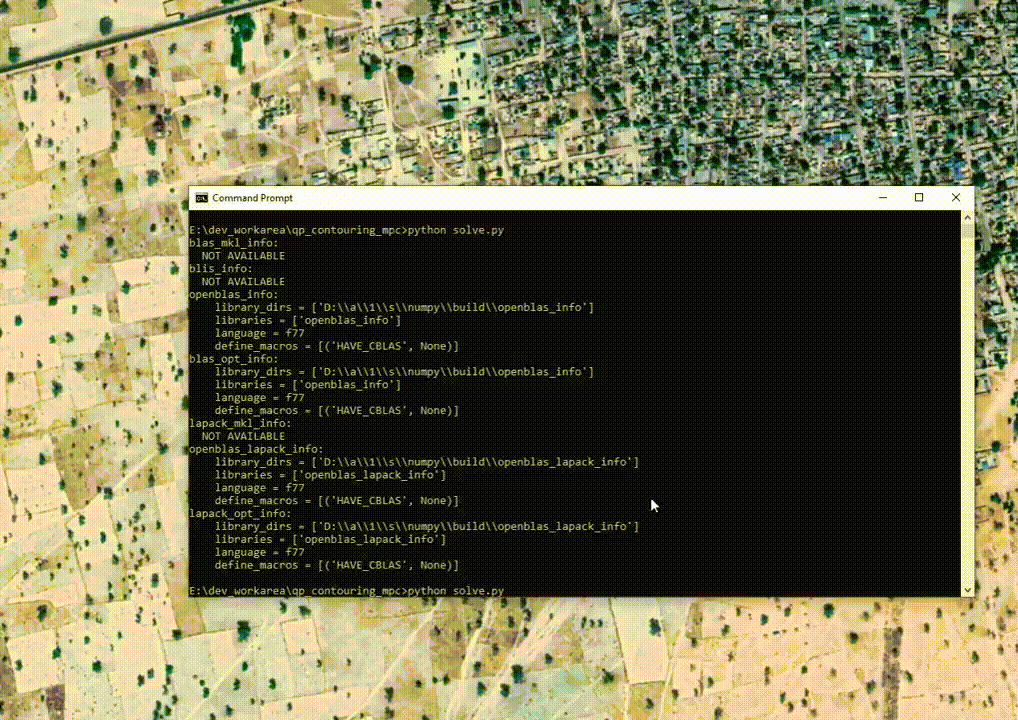 Command Prompt
E:\dev_workarea\qp_contouring_mpc>python solve.py
blas_mkl_info:
  NOT AVAILABLE
blis_info:
  NOT AVAILABLE
openblas_info:
    library_dirs = ['D:\\a\\1\\s\\numpy\\build\\openblas_info']
    libraries = ['openblas_info']
    language = f77
    define_macros = [('HAVE_CBLAS', None)]
blas_opt_info:
    library_dirs = ['D:\\a\\1\\s\\numpy\\build\\openblas_info']
    libraries = ['openblas_info']
    language = f77
    define_macros = [('HAVE_CBLAS', None)]
lapack_mkl_info:
  NOT AVAILABLE
openblas_lapack_info:
    library_dirs = ['D:\\a\\1\\s\\numpy\\build\\openblas_lapack_info']
    libraries = ['openblas_lapack_info']
    language = f77
    define_macros = [('HAVE_CBLAS', None)]
lapack_opt_info:
    library_dirs = ['D:\\a\\1\\s\\numpy\\build\\openblas_lapack_info']
    libraries = ['openblas_lapack_info']
    language = f77
    define_macros = [('HAVE_CBLAS', None)]
E:\dev_workarea\qp_contouring_mpc>python solve.py